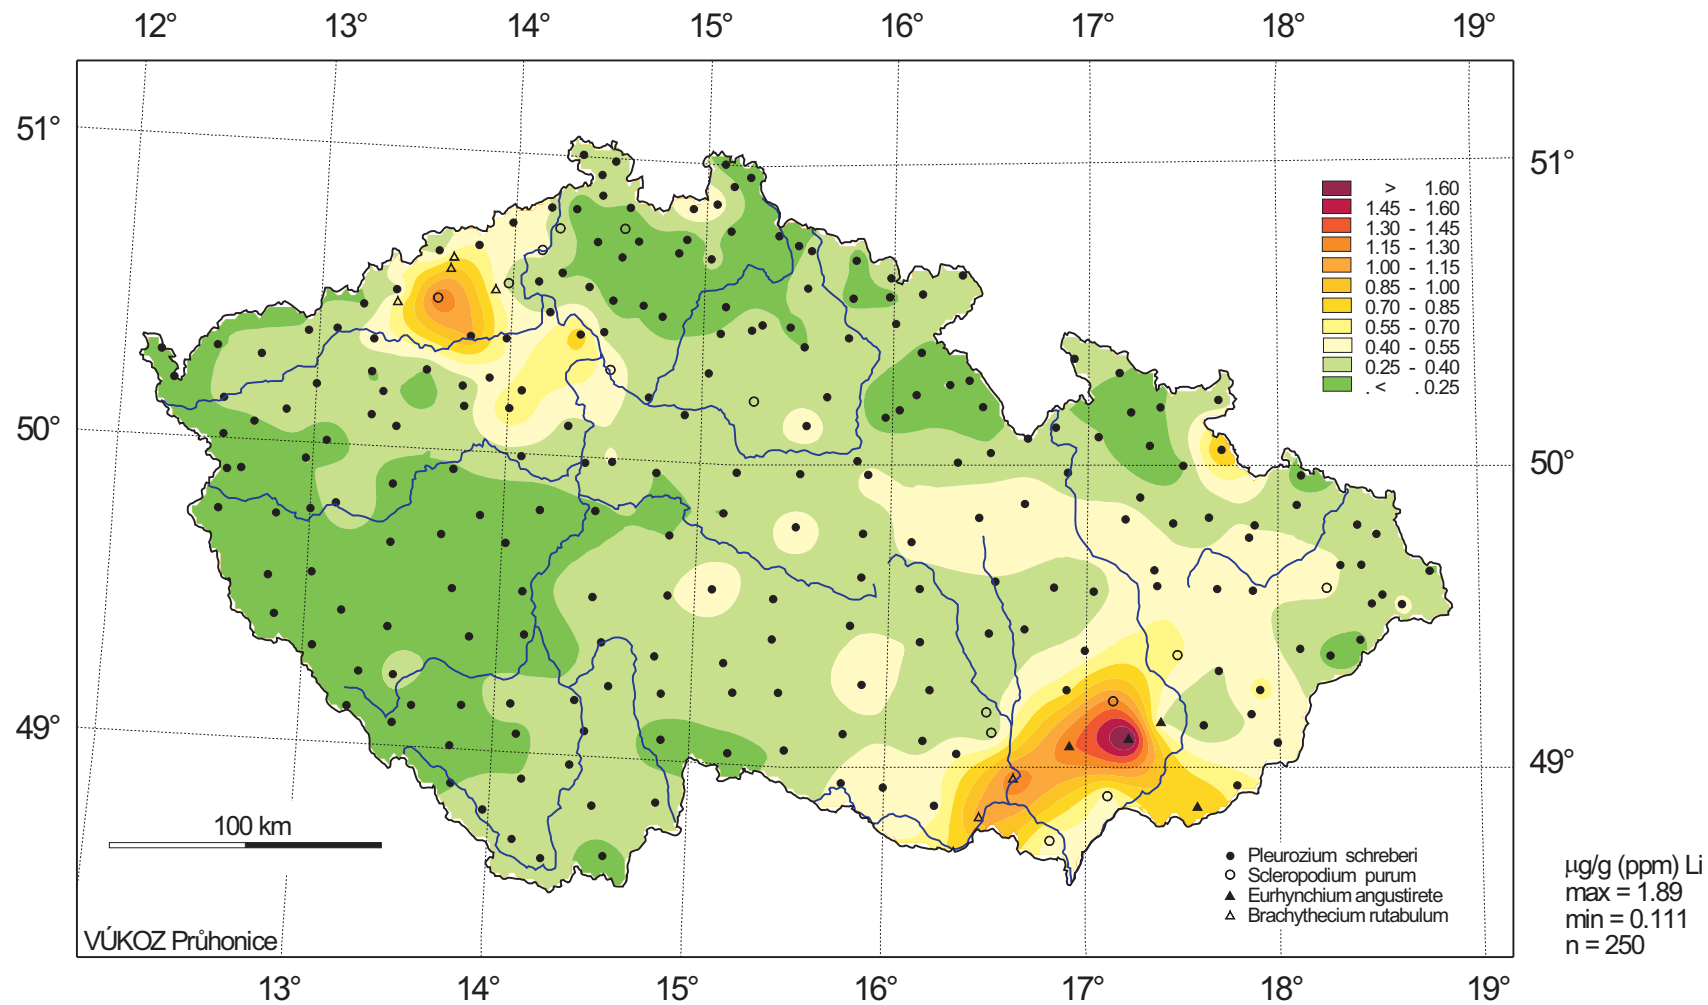 12° 13° 14° 15° 16° 17° 18° 19°
51°
51°
> 1.60
1.45 - 1.60
1.30 - 1.45
1.15 - 1.30
1.00 - 1.15
0.85 - 1.00
0.70 - 0.85
0.55 - 0.70
0.40 - 0.55
0.25 - 0.40
. < . 0.25
50°
50°
49°
49°
100 km
Pleurozium schreberi
Scleropodium purum
Eurhynchium angustirete
Brachythecium rutabulum
µg/g (ppm) Li
max = 1.89
min = 0.111
n = 250
VÚKOZ Průhonice
13° 14° 15° 16° 17° 18° 19°